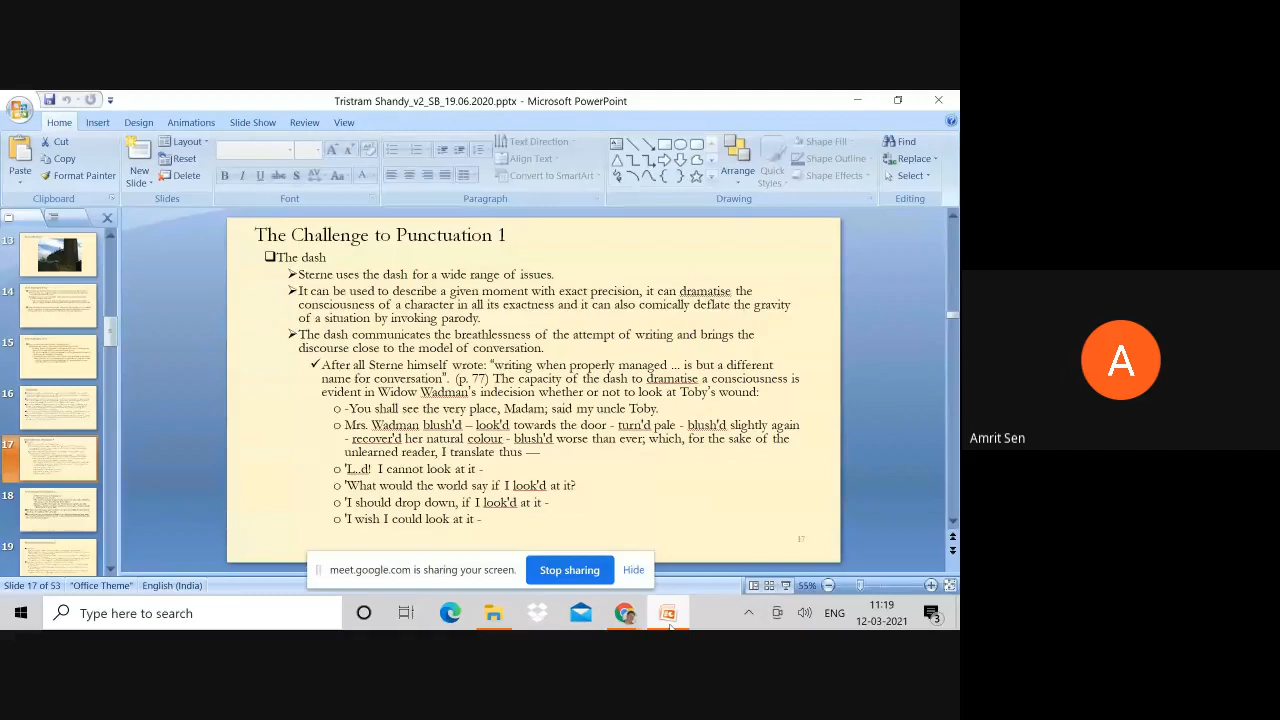 Tristram Shandy_v2_SB_19.06.2020.pptx - Microsoft PowerPoint
Home Insert Design Animations Slide Show Review View
Paste
Cut
Copy
Format Painter
Clipboard
New Slide
Layout
Reset
Delete
Slides
B I U abc S AV Aa A
Font
Text Direction
Align Text
Convert to SmartArt
Paragraph
Arrange
Quick Styles
Shape Fill
Shape Outline
Shape Effects
Drawing
Find
Replace
Select
Editing
13
14
15
16
17
18
19
The Challenge to Punctuation 1
The dash
Sterne uses the dash for a wide range of issues.
It can be used to describe a given moment with exact precision, it can dramatise the
consciousness of character in its incompleteness and it can also comically deflate the gravity
of a situation by invoking parody.
The dash communicates the breathlessness of the attempt of writing and brings the
discourse close to the model of conversation.
After all Sterne himself wrote: "writing when properly managed ... is but a different
name for conversation". (p. 77) The capacity of the dash to dramatise a consciousness is
evident in Widow Wadman's indecision whether or not to look at Toby's wound:
-You shall see the very place, Madam; said my uncle Toby.
Mrs. Wadman blush'd – look'd towards the door - turn'd pale - blush'd slightly again
- recover'd her natural colour - blush'd worse than ever; which, for the sake of the
unlearned reader, I translate thus —
'L..d! I cannot look at it -
'What would the world say if I look'd at it?
'I should drop down, if I look'd at it -
'I wish I could look at it -
17
meet.google.com is sharing your screen. Stop sharing Hide
Slide 17 of 53 "Office Theme" English (India) 55%
Type here to search
ENG
11:19
12-03-2021
3
A
Amrit Sen